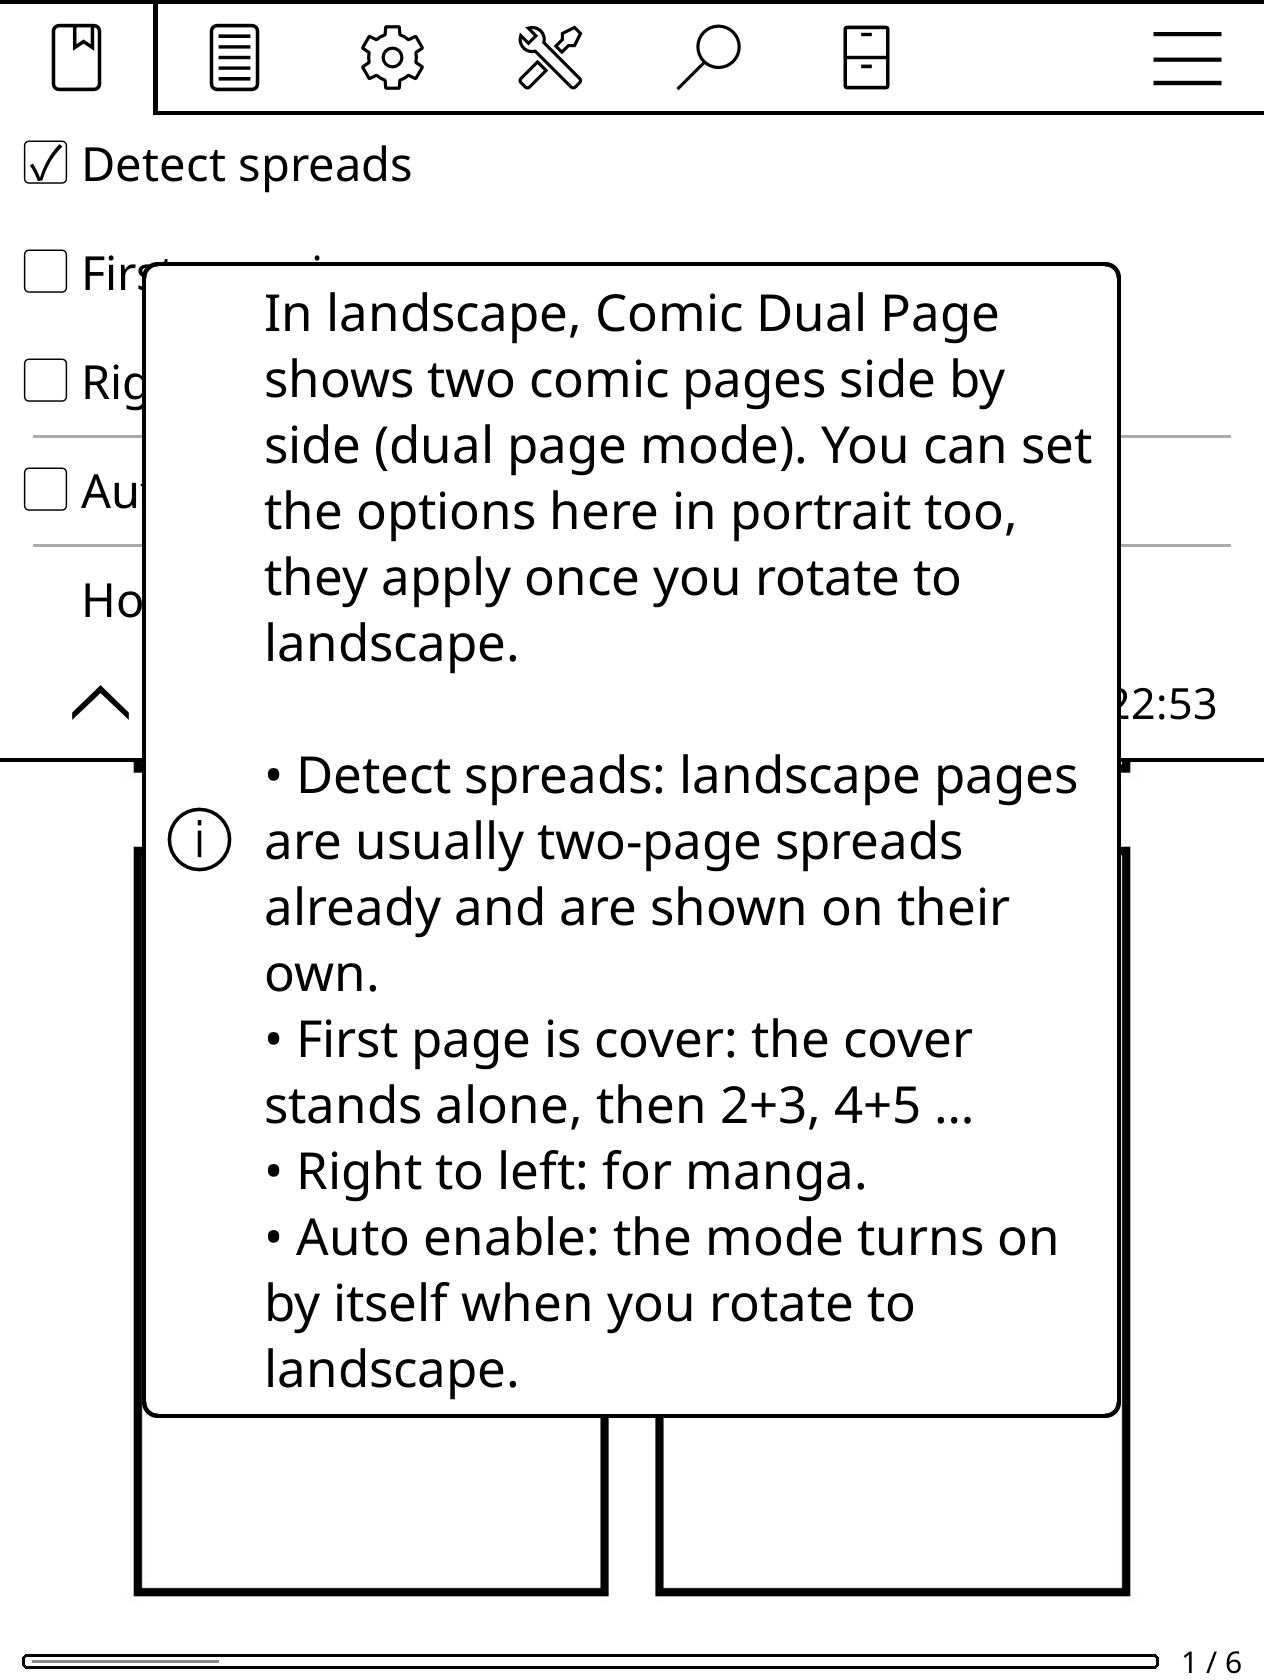 Detect spreads
In landscape, Comic Dual Page
shows two comic pages side by
side (dual page mode). You can set
the options here in portrait too,
they apply once you rotate to
landscape.
• Detect spreads: landscape pages
are usually two-page spreads
already and are shown on their
own.
• First page is cover: the cover
stands alone, then 2+3, 4+5 ...
• Right to left: for manga.
• Auto enable: the mode turns on
by itself when you rotate to
landscape.
22:53
1 / 6